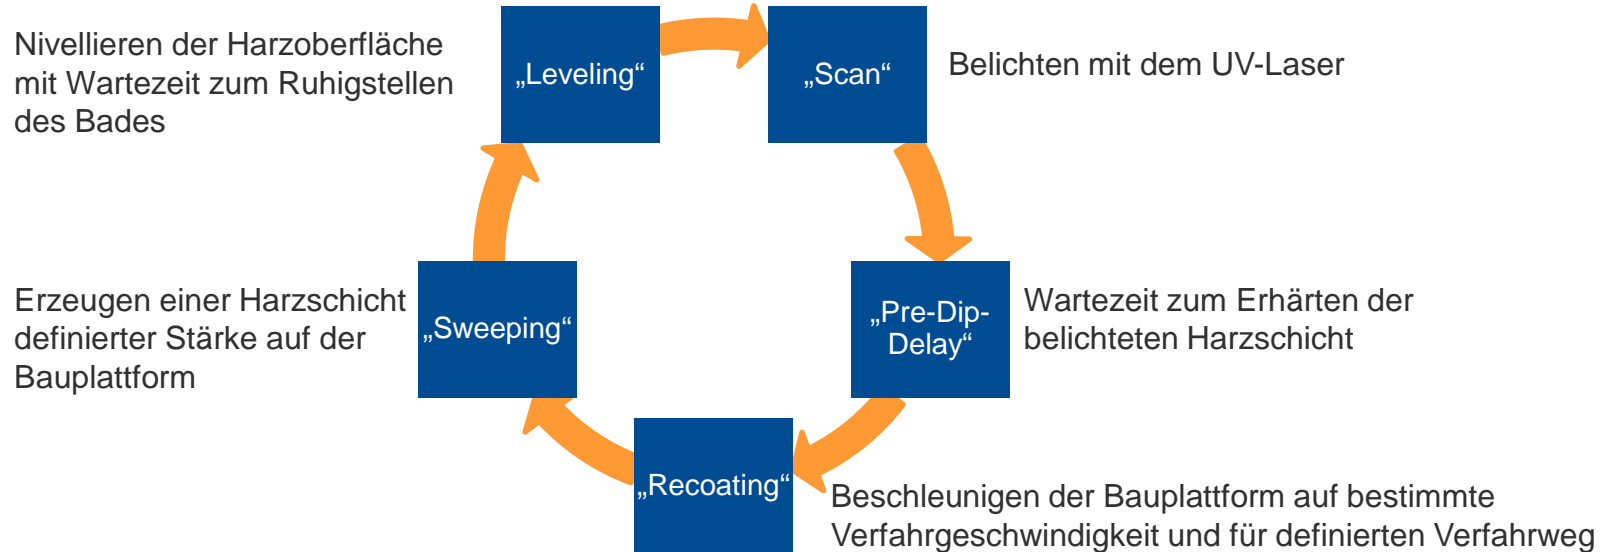 Nivellieren der Harzoberfläche
mit Wartezeit zum Ruhigstellen
des Bades
„Leveling“
„Scan“
Belichten mit dem UV-Laser
Erzeugen einer Harzschicht
definierter Stärke auf der
Bauplattform
„Sweeping“
„Pre-Dip-
Delay“
Wartezeit zum Erhärten der
belichteten Harzschicht
„Recoating“
Beschleunigen der Bauplattform auf bestimmte
Verfahrgeschwindigkeit und für definierten Verfahrweg